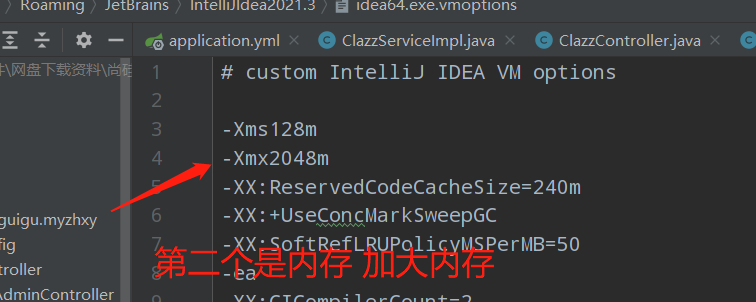 Roaming JetBrains IntelliJIdea2021.3 idea64.exe.vmoptions
application.yml ClazzServiceImpl.java ClazzController.java
件\网盘下载资料\尚硅
1 # custom IntelliJ IDEA VM options
2
3 -Xms128m
4 -Xmx2048m
5 -XX:ReservedCodeCacheSize=240m
guigu.myzhxy
6 -XX:+UseConcMarkSweepGC
fig
7 -XX:SoftRefLRUPolicyMSPerMB=50
第二个是内存 加大内存
troller
8 -ea
AdminController
9 -XX:CICompilerCount=2